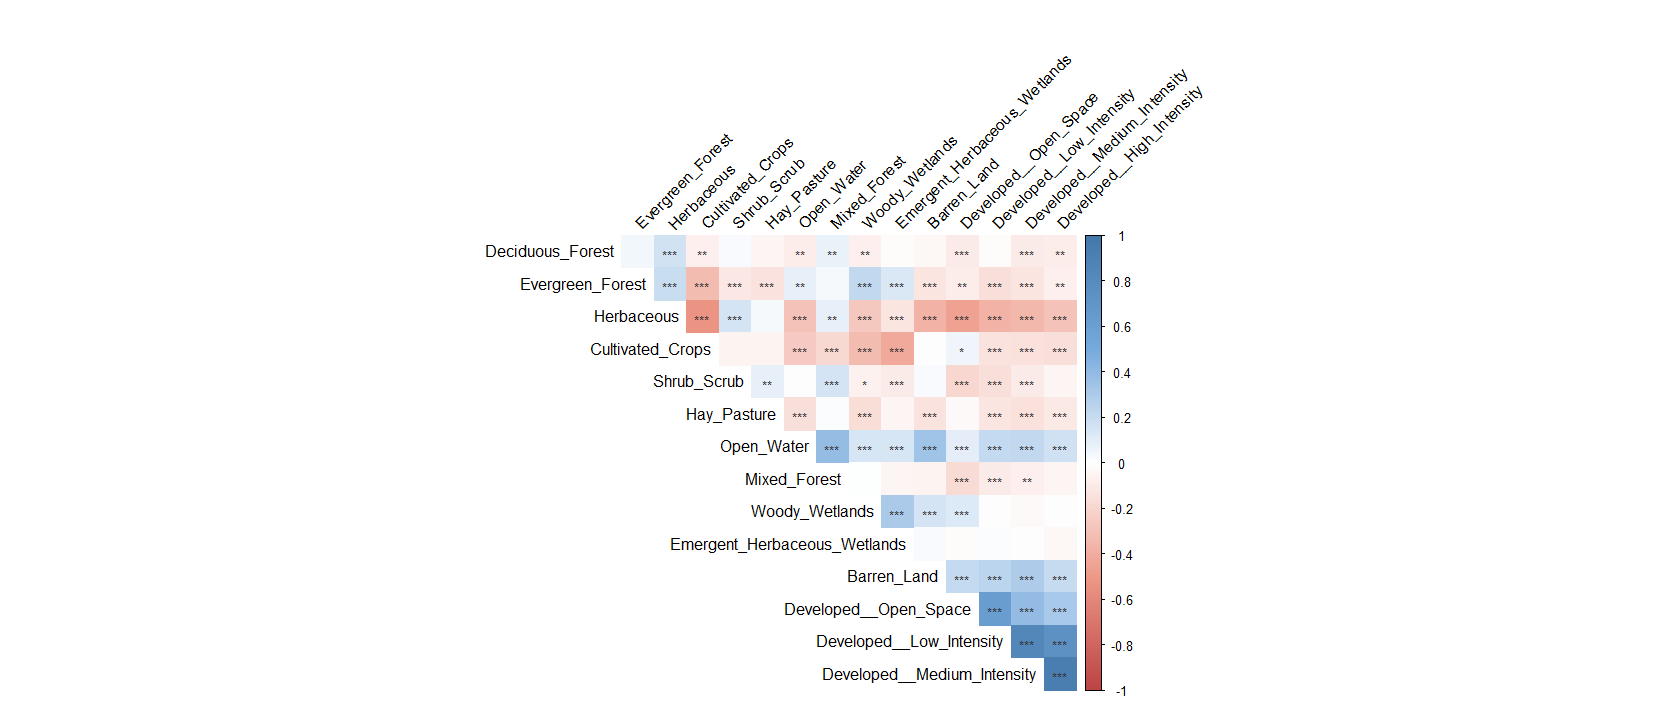 Evergreen_Forest
Herbaceous
Cultivated_Crops
Shrub_Scrub
Hay_Pasture
Open_Water
Mixed_Forest
Woody_Wetlands
Emergent_Herbaceous_Wetlands
Barren_Land
Developed__Open_Space
Developed__Low_Intensity
Developed__Medium_Intensity
Developed__High_Intensity
Deciduous_Forest *** ** ** ** ** *** *** **
Evergreen_Forest *** *** *** *** ** *** *** *** ** *** *** **
Herbaceous *** *** *** ** *** *** *** *** *** *** ***
Cultivated_Crops *** *** *** *** * *** *** ***
Shrub_Scrub ** *** * *** *** *** ***
Hay_Pasture *** *** *** *** *** ***
Open_Water *** *** *** *** *** *** *** ***
Mixed_Forest *** *** **
Woody_Wetlands *** *** ***
Emergent_Herbaceous_Wetlands
Barren_Land *** *** *** ***
Developed__Open_Space *** *** ***
Developed__Low_Intensity *** ***
Developed__Medium_Intensity ***
1
0.8
0.6
0.4
0.2
0
-0.2
-0.4
-0.6
-0.8
-1